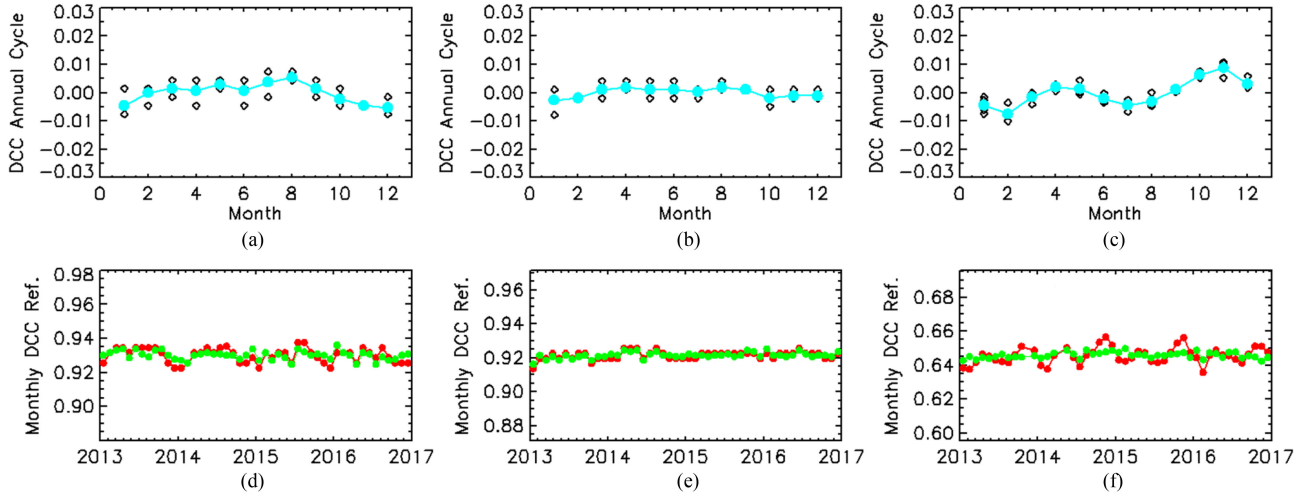 DCC Annual Cycle
0.03
0.02
0.01
0.00
−0.01
−0.02
−0.03
0 2 4 6 8 10 12
Month
(a)
DCC Annual Cycle
0.03
0.02
0.01
0.00
−0.01
−0.02
−0.03
0 2 4 6 8 10 12
Month
(b)
DCC Annual Cycle
0.03
0.02
0.01
0.00
−0.01
−0.02
−0.03
0 2 4 6 8 10 12
Month
(c)
Monthly DCC Ref.
0.98
0.96
0.94
0.92
0.90
2013 2014 2015 2016 2017
(d)
Monthly DCC Ref.
0.96
0.94
0.92
0.90
0.88
2013 2014 2015 2016 2017
(e)
Monthly DCC Ref.
0.68
0.66
0.64
0.62
0.60
2013 2014 2015 2016 2017
(f)